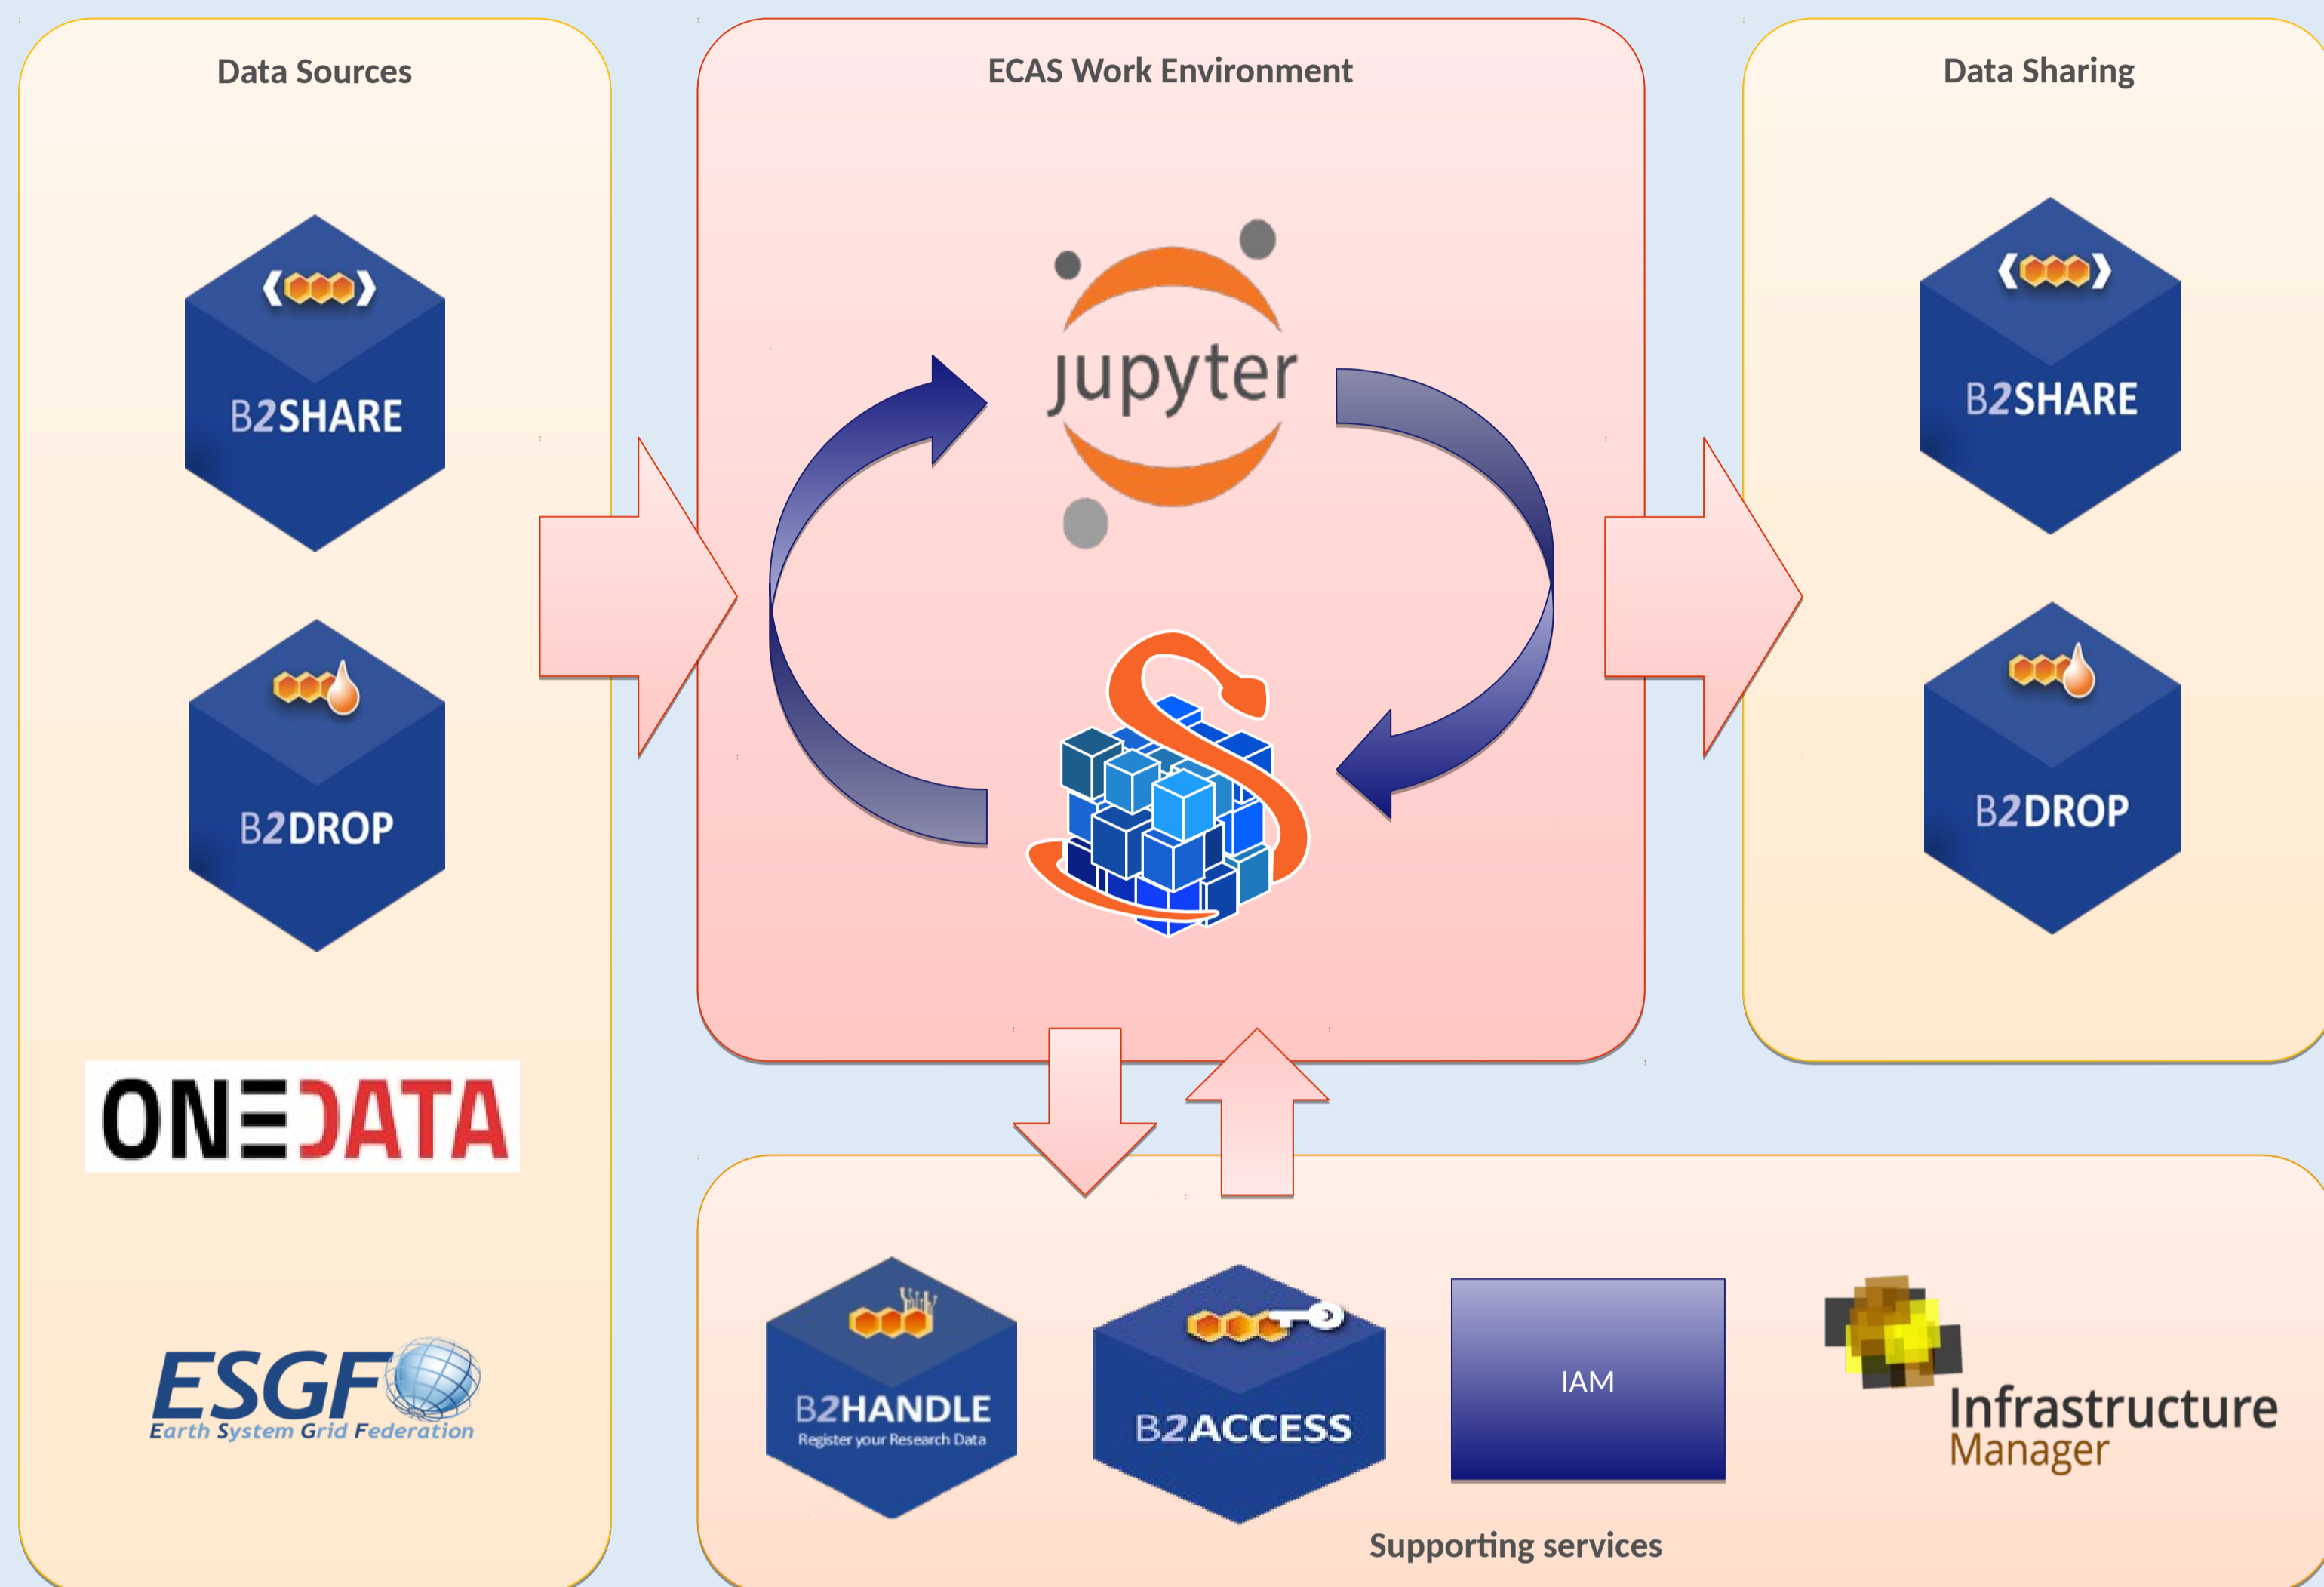 Data Sources
B2SHARE
B2DROP
ONEDATA
ESGF
Earth System Grid Federation
ECAS Work Environment
jupyter
Data Sharing
B2SHARE
B2DROP
B2HANDLE
Register your Research Data
B2ACCESS
IAM
Infrastructure
Manager
Supporting services